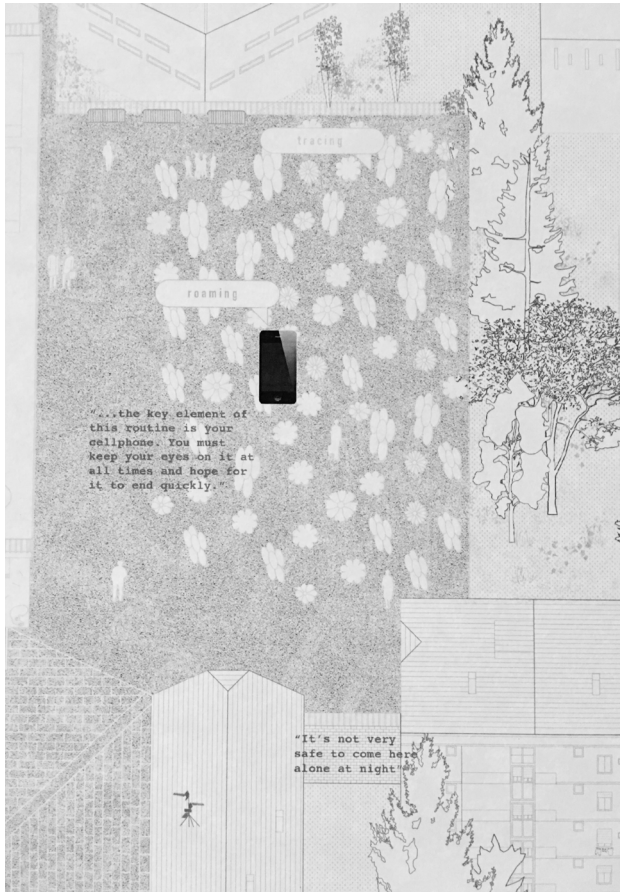 tracing
roaming
"...the key element of
this routine is your
cellphone. You must
keep your eyes on it at
all times and hope for
it to end quickly."
"It's not very
safe to come here
alone at night"